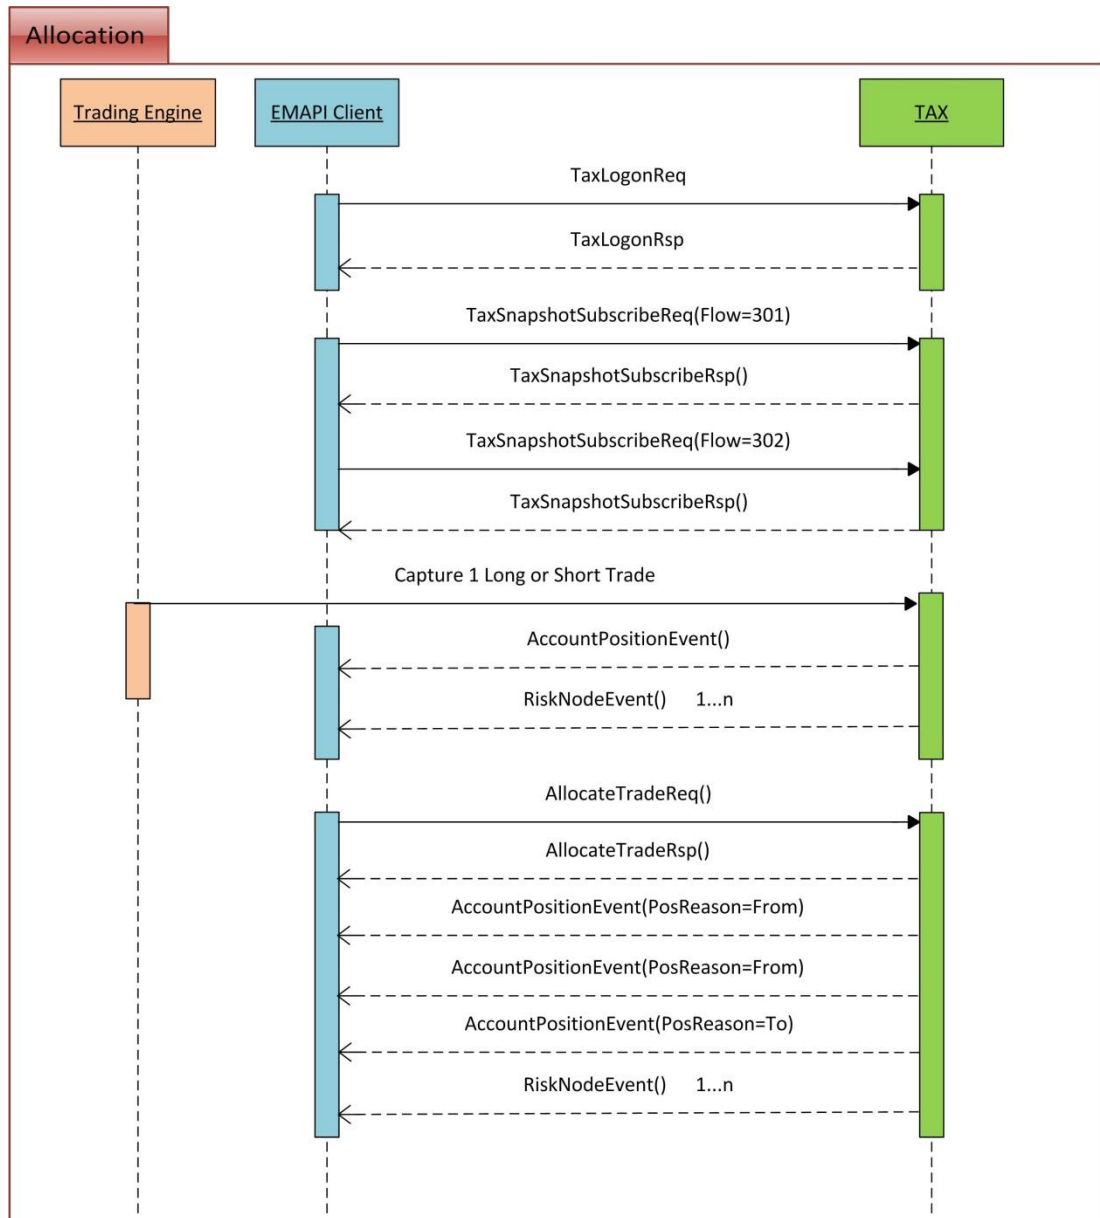 Allocation
Trading Engine
EMAPI Client
TAX
TaxLogonReq
TaxLogonRsp
TaxSnapshotSubscribeReq(Flow=301)
TaxSnapshotSubscribeRsp()
TaxSnapshotSubscribeReq(Flow=302)
TaxSnapshotSubscribeRsp()
Capture 1 Long or Short Trade
AccountPositionEvent()
RiskNodeEvent() 1...n
AllocateTradeReq()
AllocateTradeRsp()
AccountPositionEvent(PosReason=From)
AccountPositionEvent(PosReason=From)
AccountPositionEvent(PosReason=To)
RiskNodeEvent() 1...n